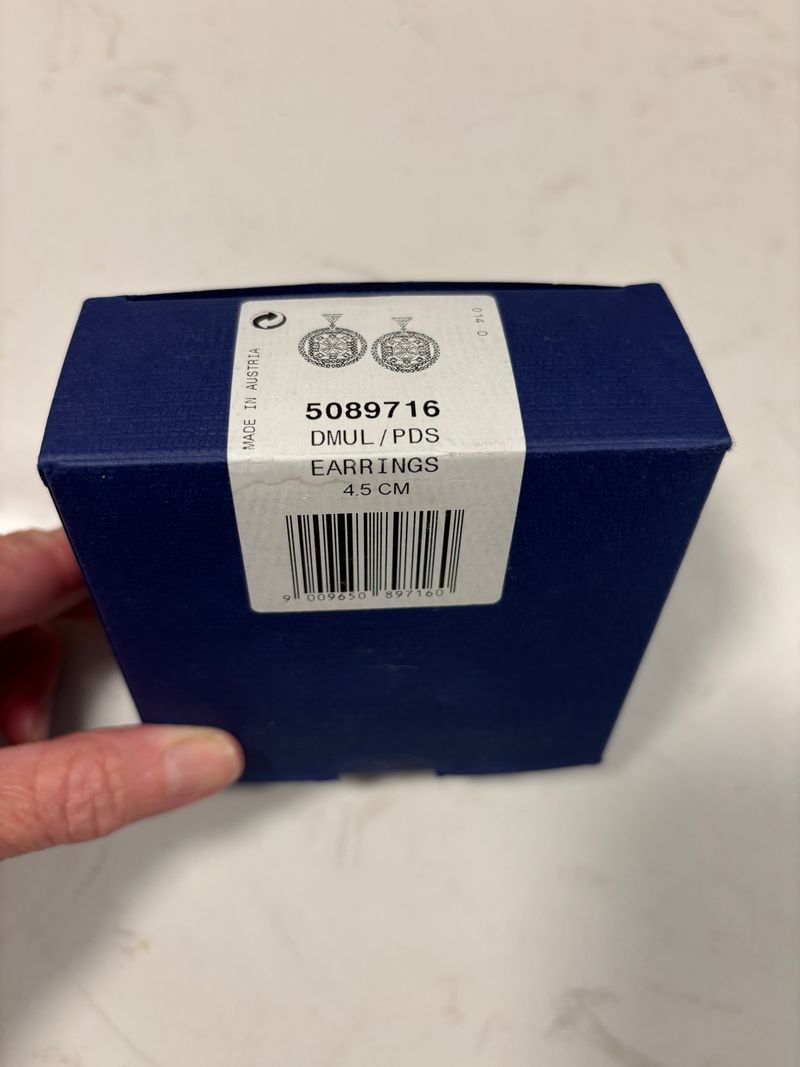 MADE IN AUSTRIA
014 0
5089716
DMUL/PDS
EARRINGS
4.5 CM
9 009650 897160